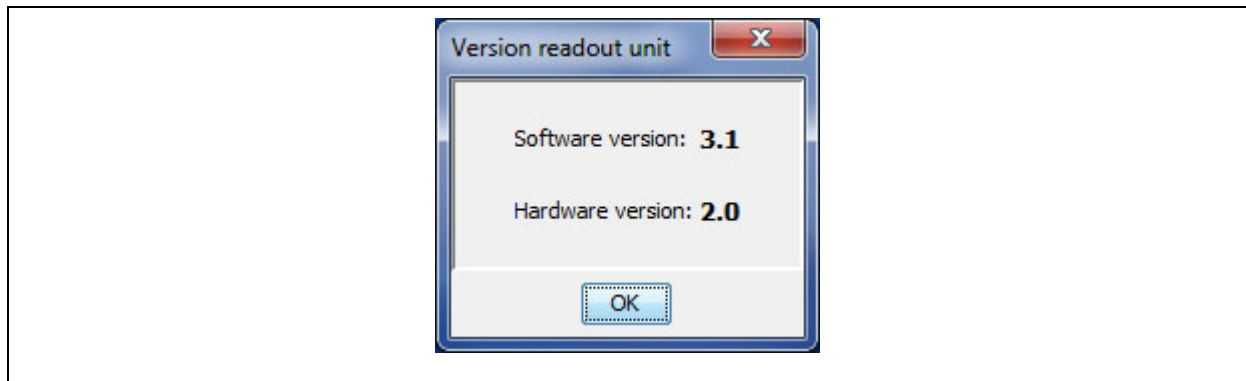 Version readout unit
Software version: 3.1
Hardware version: 2.0
OK